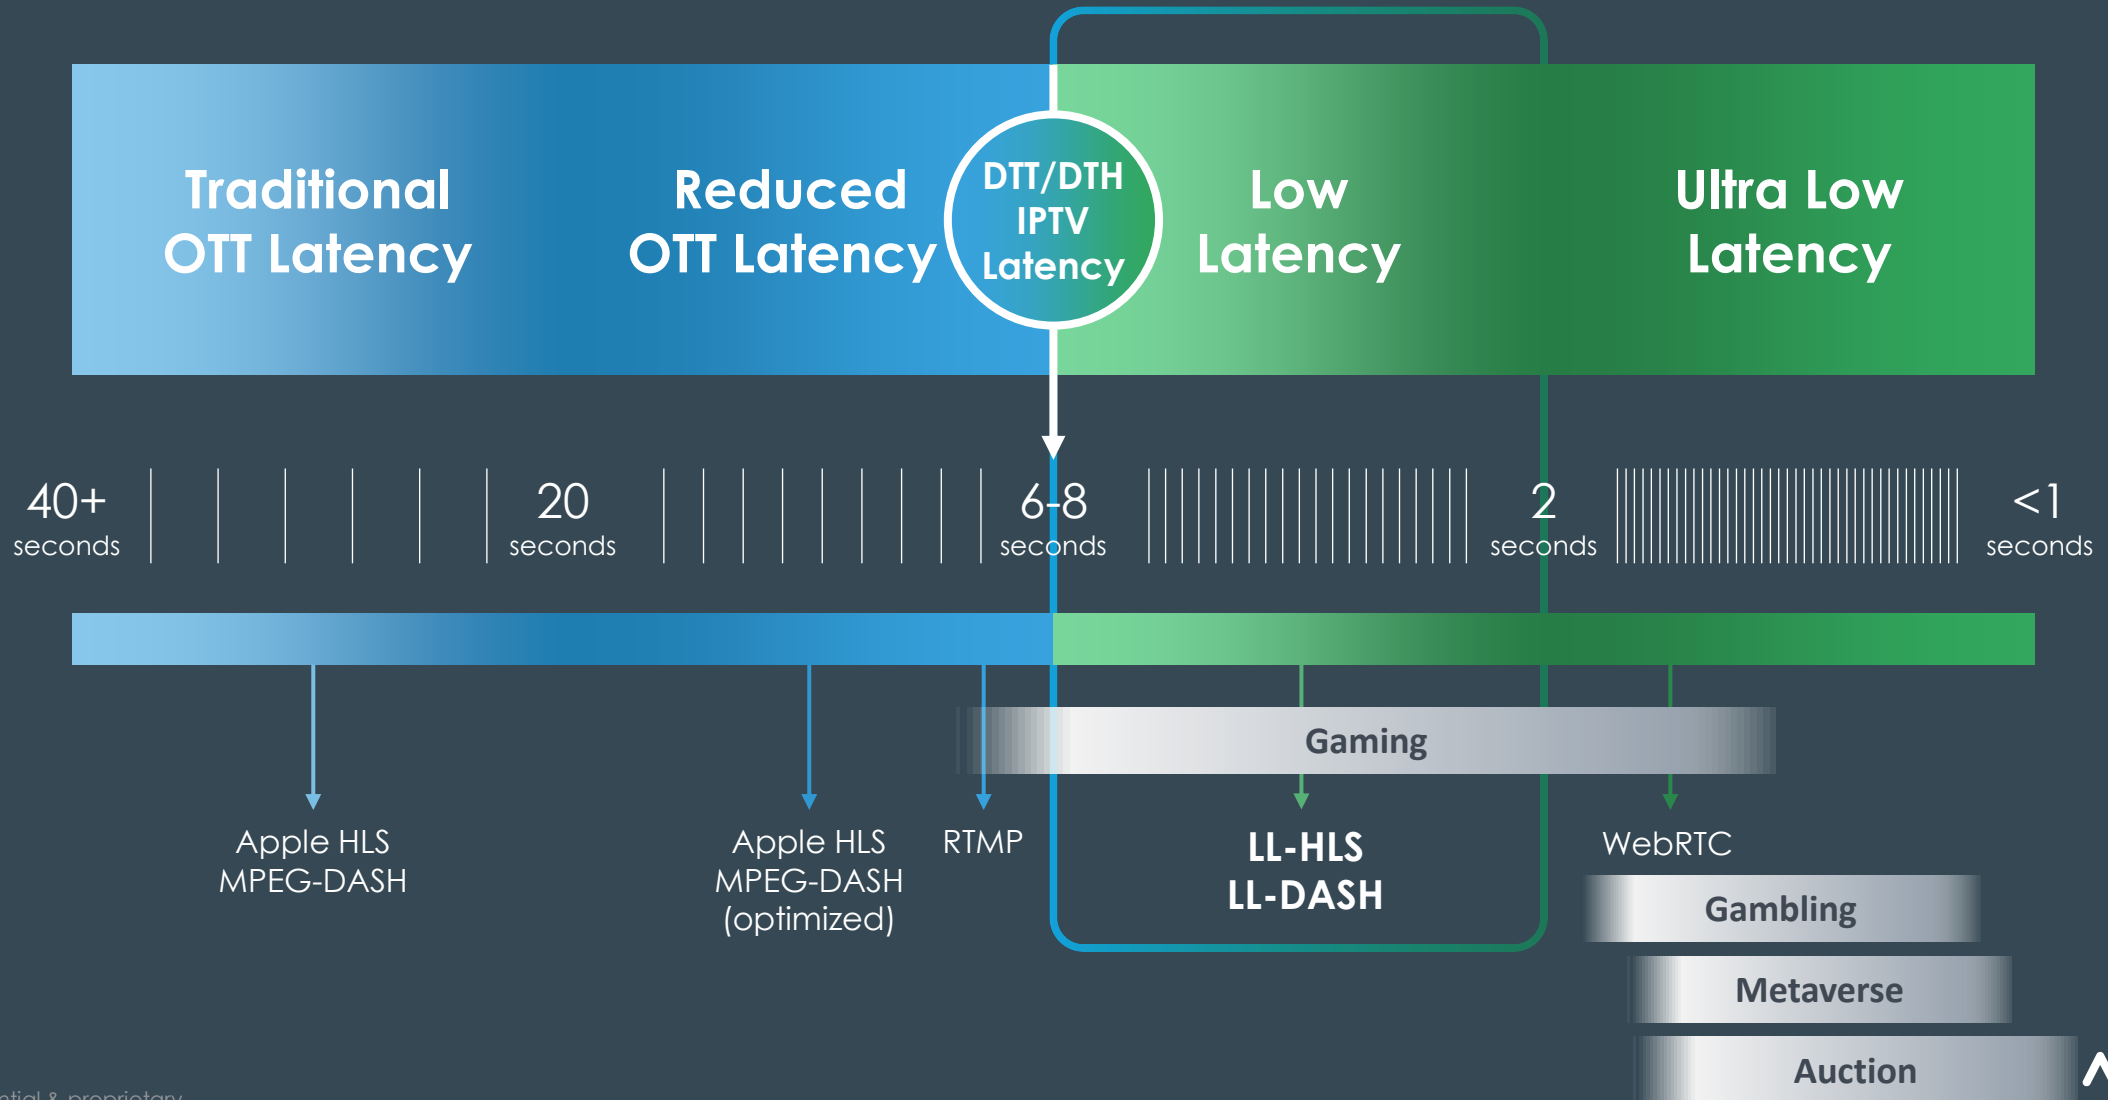 Traditional
OTT Latency
Reduced
OTT Latency
DTT/DTH
IPTV
Latency
Low
Latency
Ultra Low
Latency
40+
seconds
20
seconds
6-8
seconds
2
seconds
<1
seconds
Gaming
Apple HLS
MPEG-DASH
Apple HLS
MPEG-DASH
(optimized)
RTMP
LL-HLS
LL-DASH
WebRTC
Gambling
Metaverse
Auction
& proprietary